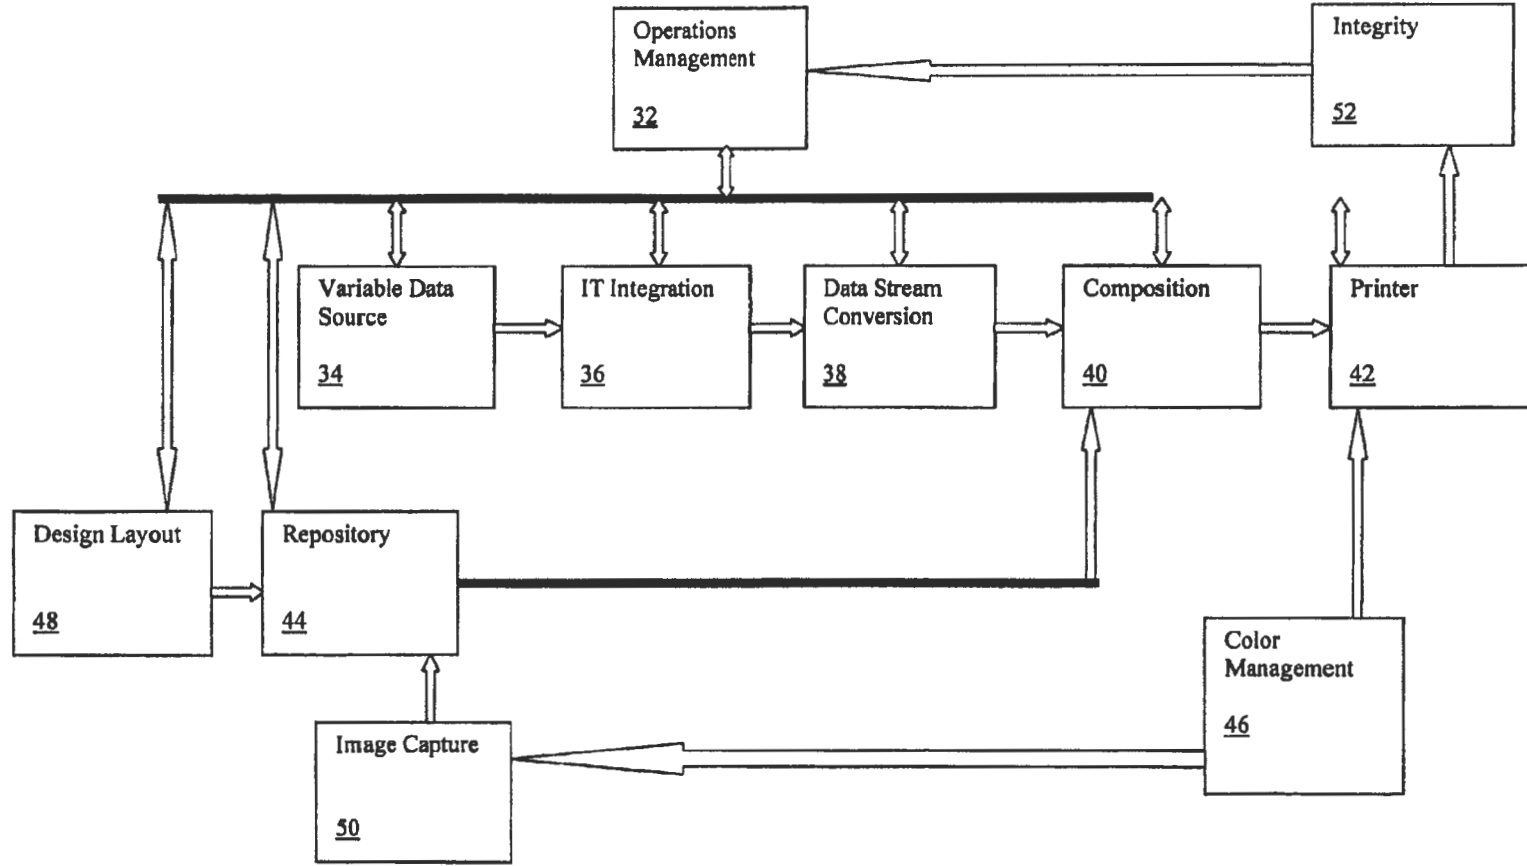 Operations
Management
32
Integrity
52
Variable Data
Source
34
IT Integration
36
Data Stream
Conversion
38
Composition
40
Printer
42
Design Layout
48
Repository
44
Color
Management
46
Image Capture
50